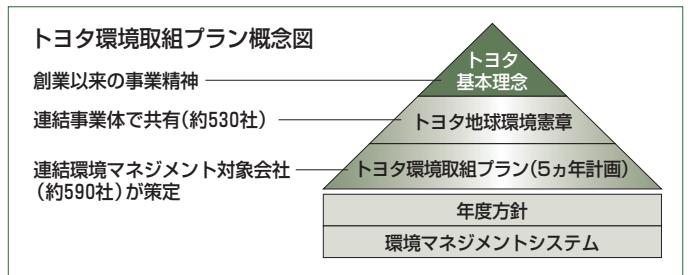 トヨタ環境取組プラン概念図
創業以来の事業精神
トヨタ
基本理念
連結事業体で共有(約530社)
トヨタ地球環境憲章
連結環境マネジメント対象会社
(約590社)が策定
トヨタ環境取組プラン(5ヵ年計画)
年度方針
環境マネジメントシステム